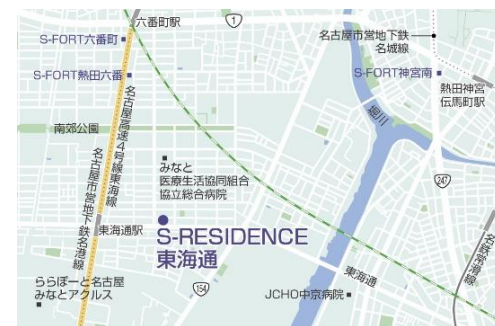 六番町駅
1
S-FORT六番町
名古屋市営地下鉄
名城線
S-FORT熱田六番
S-FORT神宮南
熱田神宮
伝馬町駅
堀川
名古屋高速4号線東海線
南郊公園
みなと
医療生活協同組合
協立総合病院
247
名古屋市営地下鉄名港線
東海通駅
S-RESIDENCE
東海通
名鉄常滑線
東海通
154
ららぽーと名古屋
みなとアクルス
JCHO中京病院